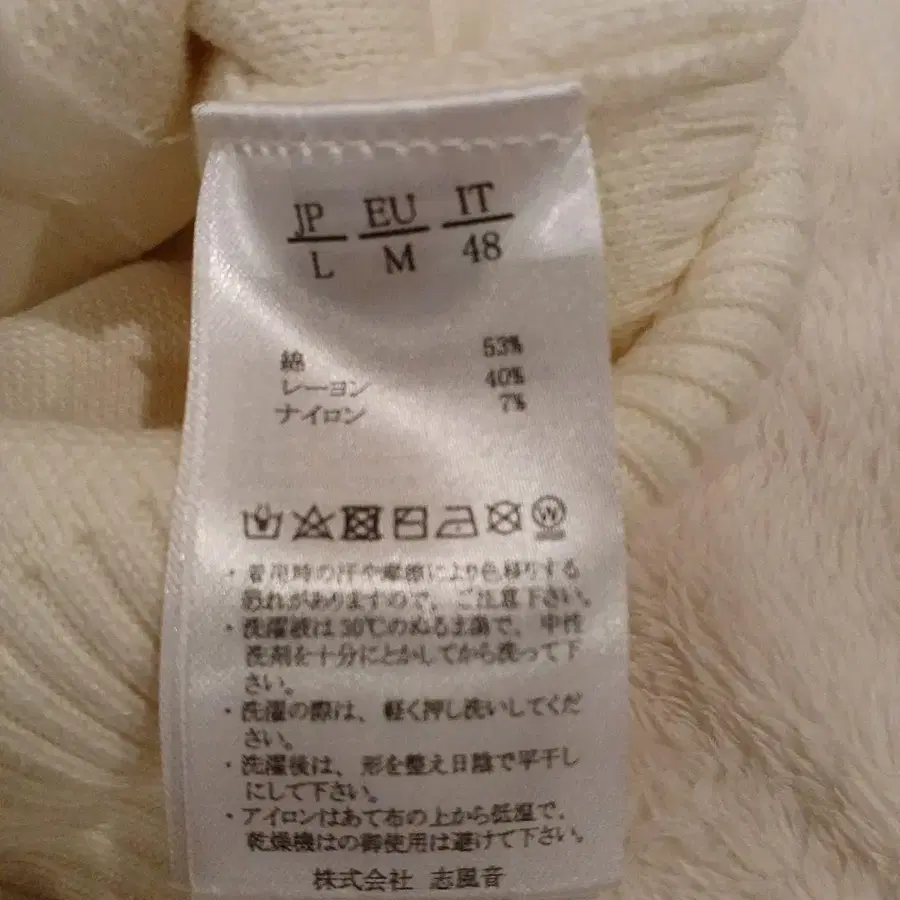 JP EU IT
L M 48
綿 53%
レーヨン 40%
ナイロン 7%
W
・着用時の汗や摩擦により色移りする
恐れがありますので、ご注意下さい。
・洗濯液は30℃のぬるま湯で、中性
洗剤を十分にとかしてから洗って下
さい。
・洗濯の際は、軽く押し洗いしてくだ
さい。
・洗濯後は、形を整え日陰で平干し
にして下さい。
・アイロンはあて布の上から低温で、
乾燥機はの御使用は避けて下さい。
株式会社 志風音